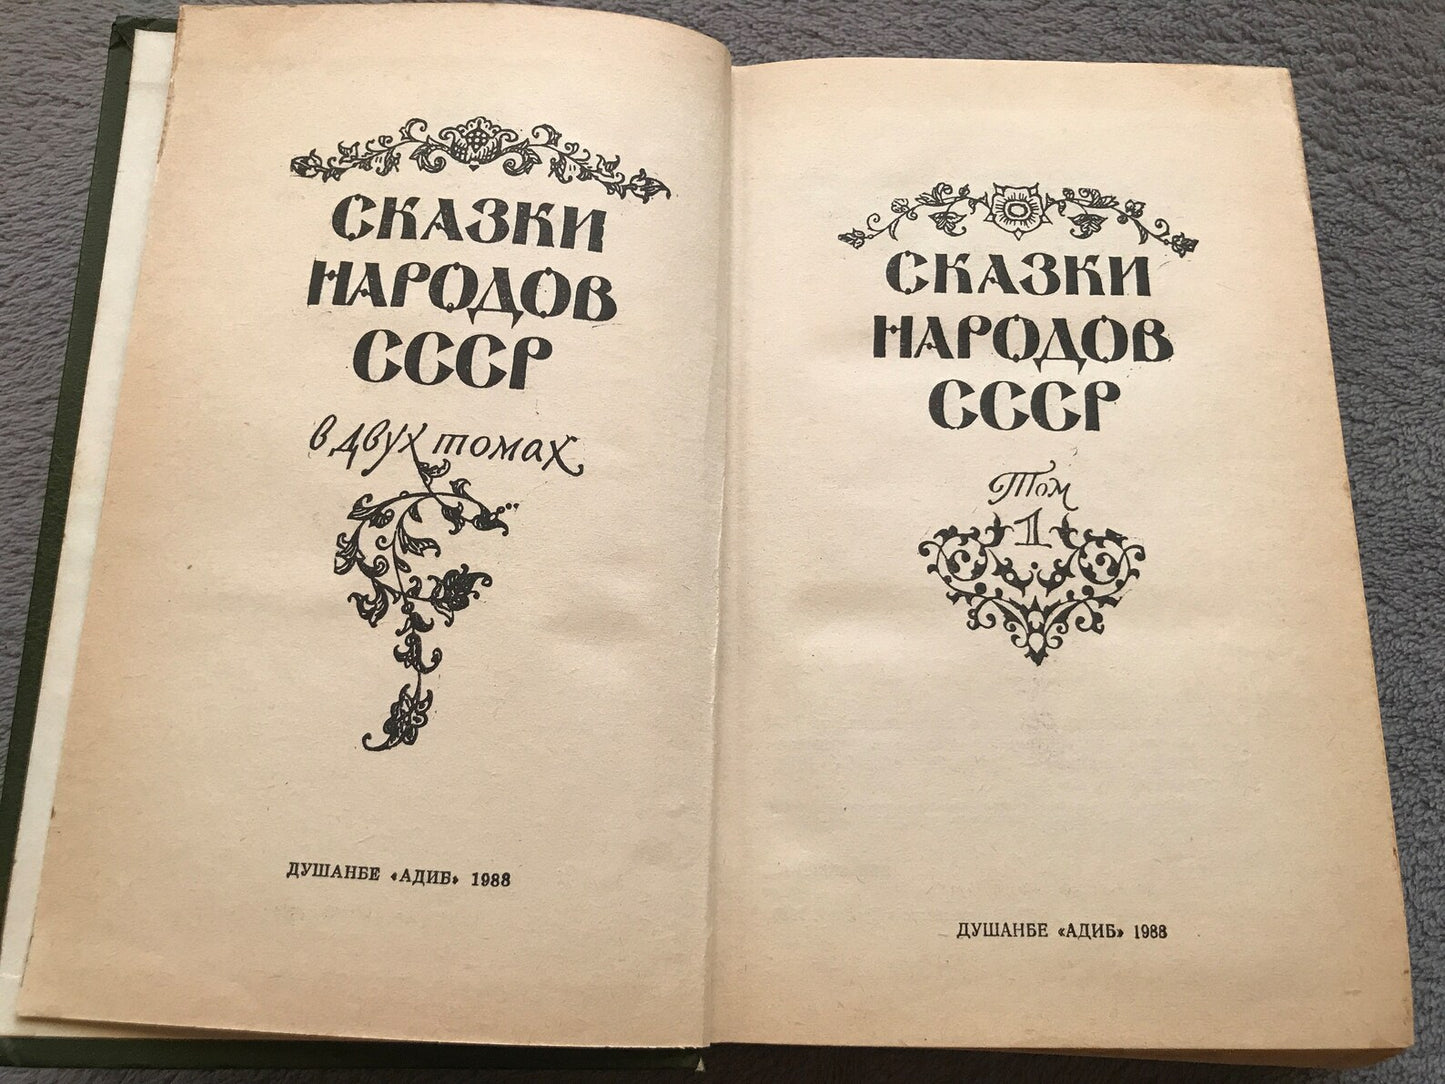 СКАЗКИ
НАРОДОВ
СССР
в двух томах
ДУШАНБЕ «АДИБ» 1988
СКАЗКИ
НАРОДОВ
СССР
Том
1
ДУШАНБЕ «АДИБ» 1988